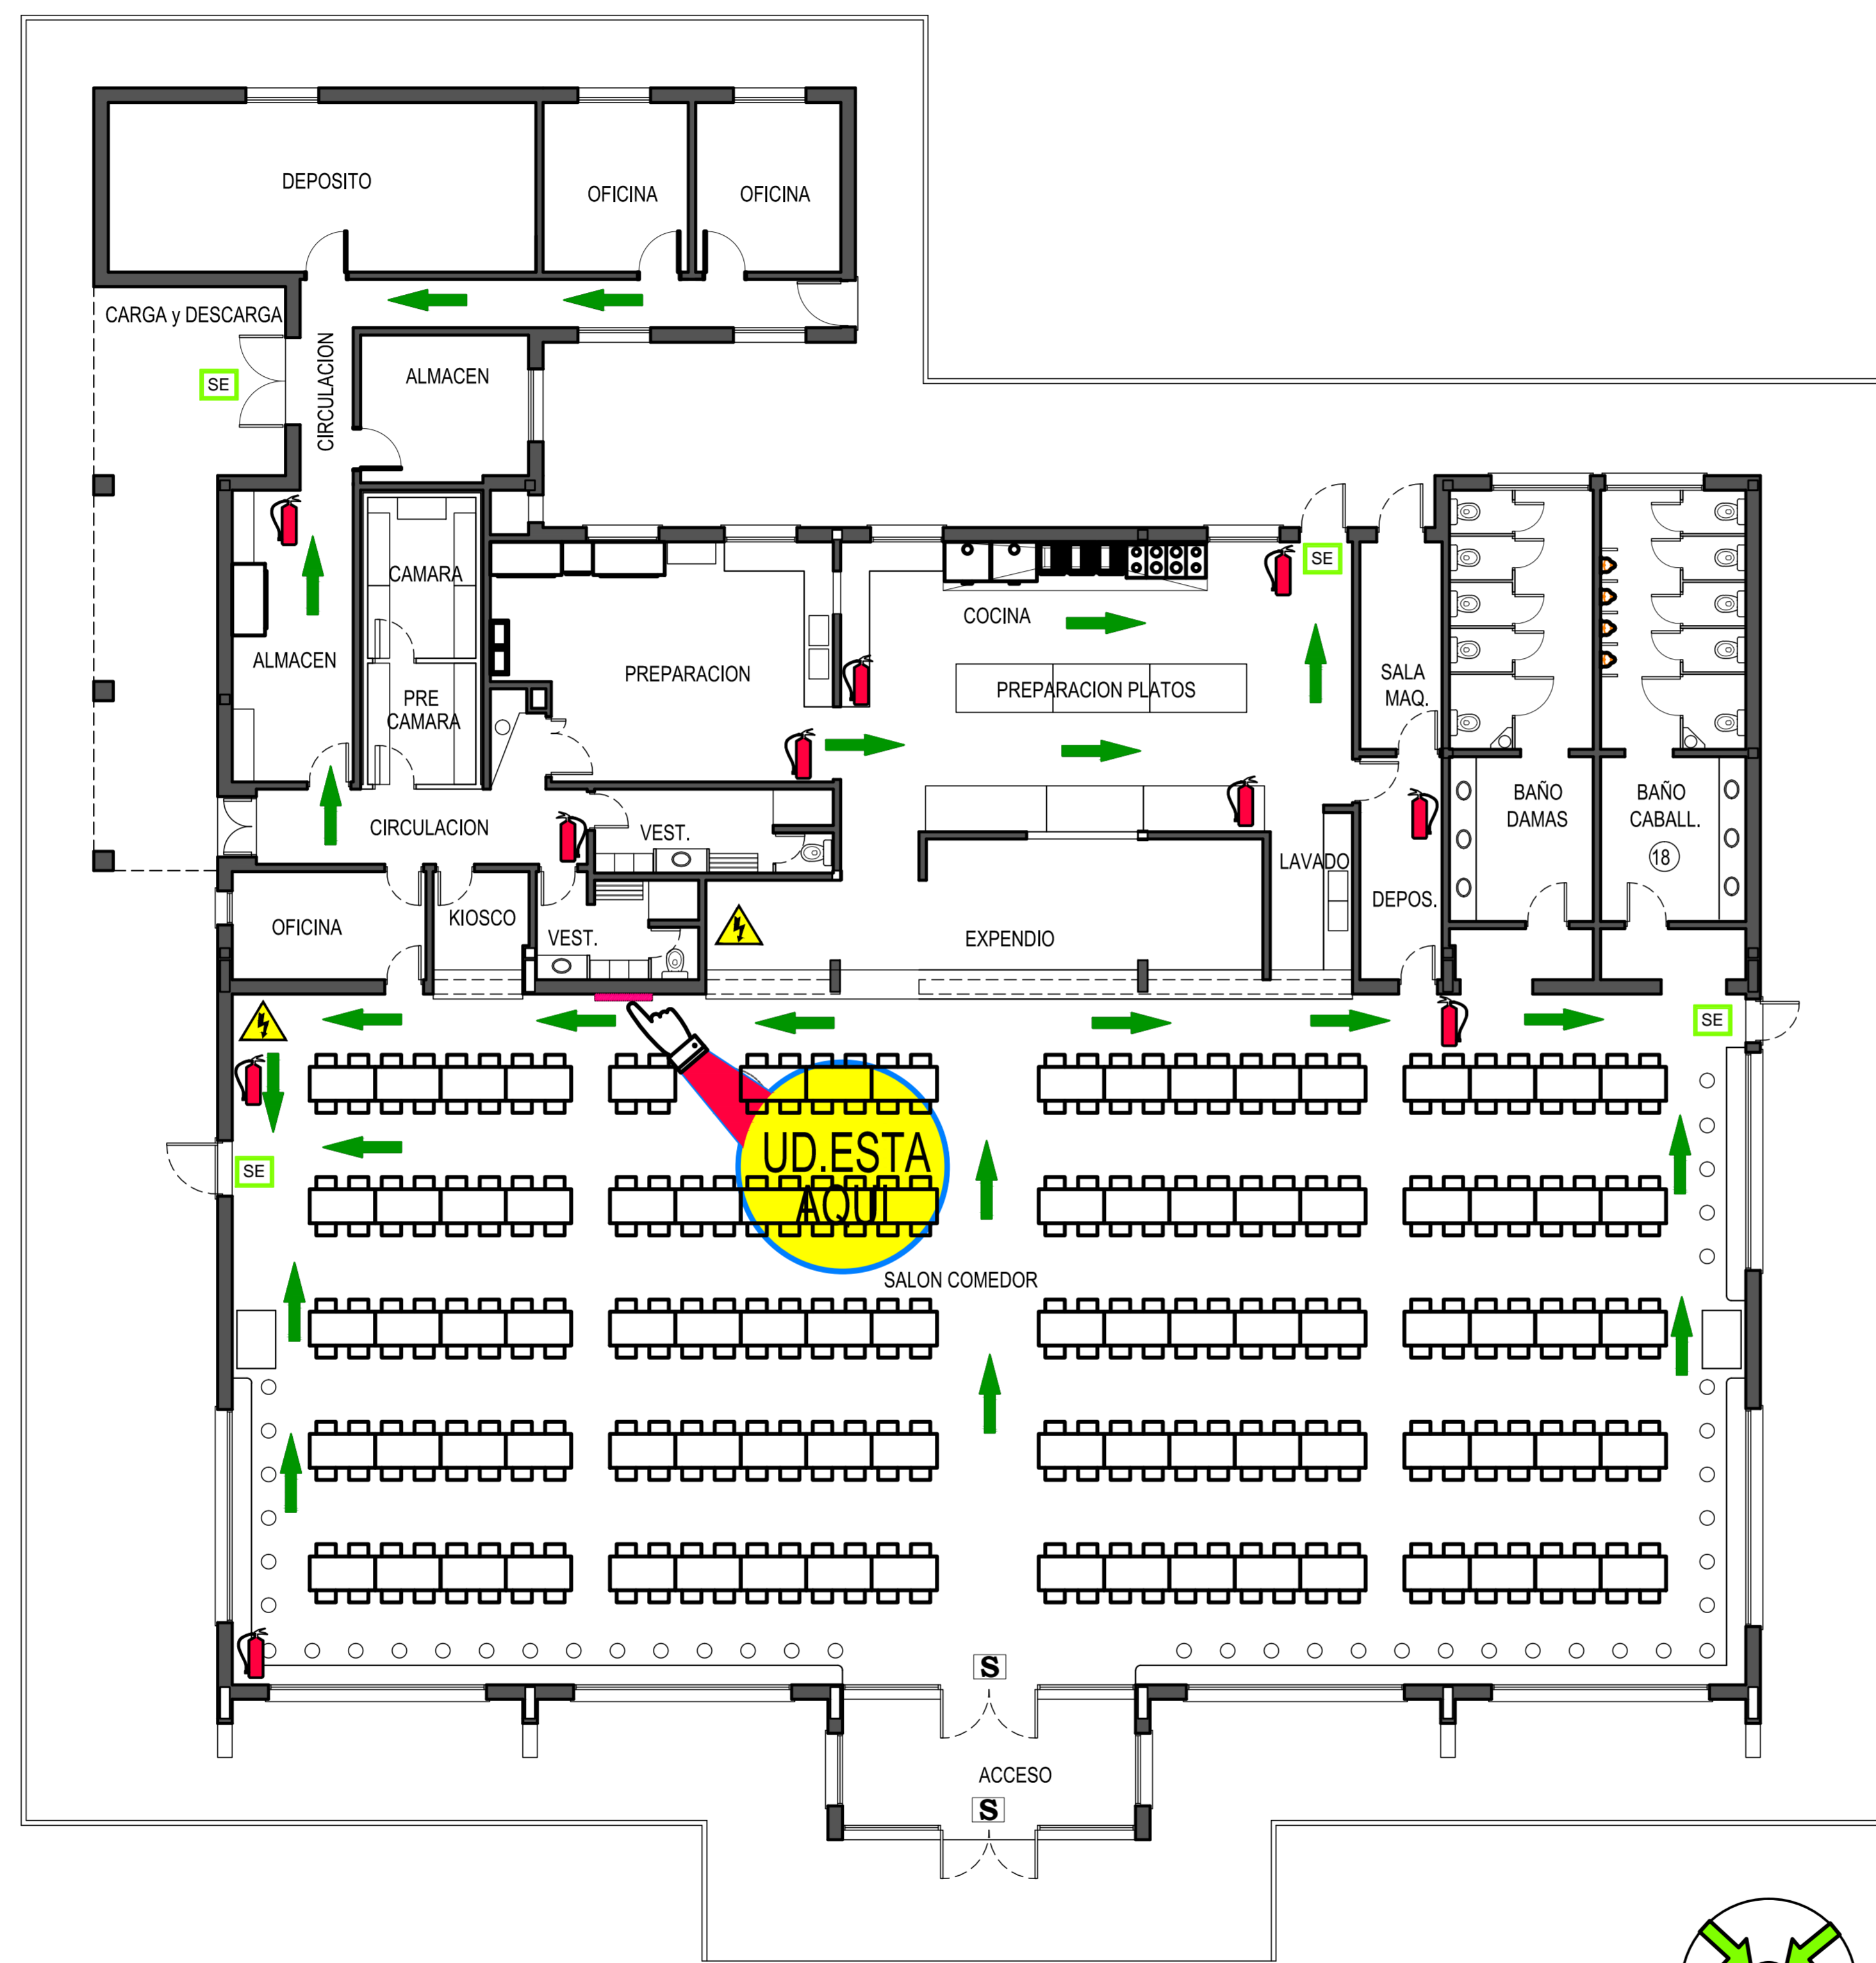 DEPOSITO
OFICINA
OFICINA
CARGA y DESCARGA
CIRCULACION
SE
ALMACEN
CAMARA
ALMACEN
PRE
CAMARA
PREPARACION
COCINA
PREPARACION PLATOS
SE
SALA
MAQ.
BAÑO
DAMAS
BAÑO
CABALL.
18
CIRCULACION
VEST.
LAVADO
DEPOS.
OFICINA
KIOSCO
VEST.
EXPENDIO
SE
SE
UD.ESTA
AQUI
SALON COMEDOR
S
ACCESO
S